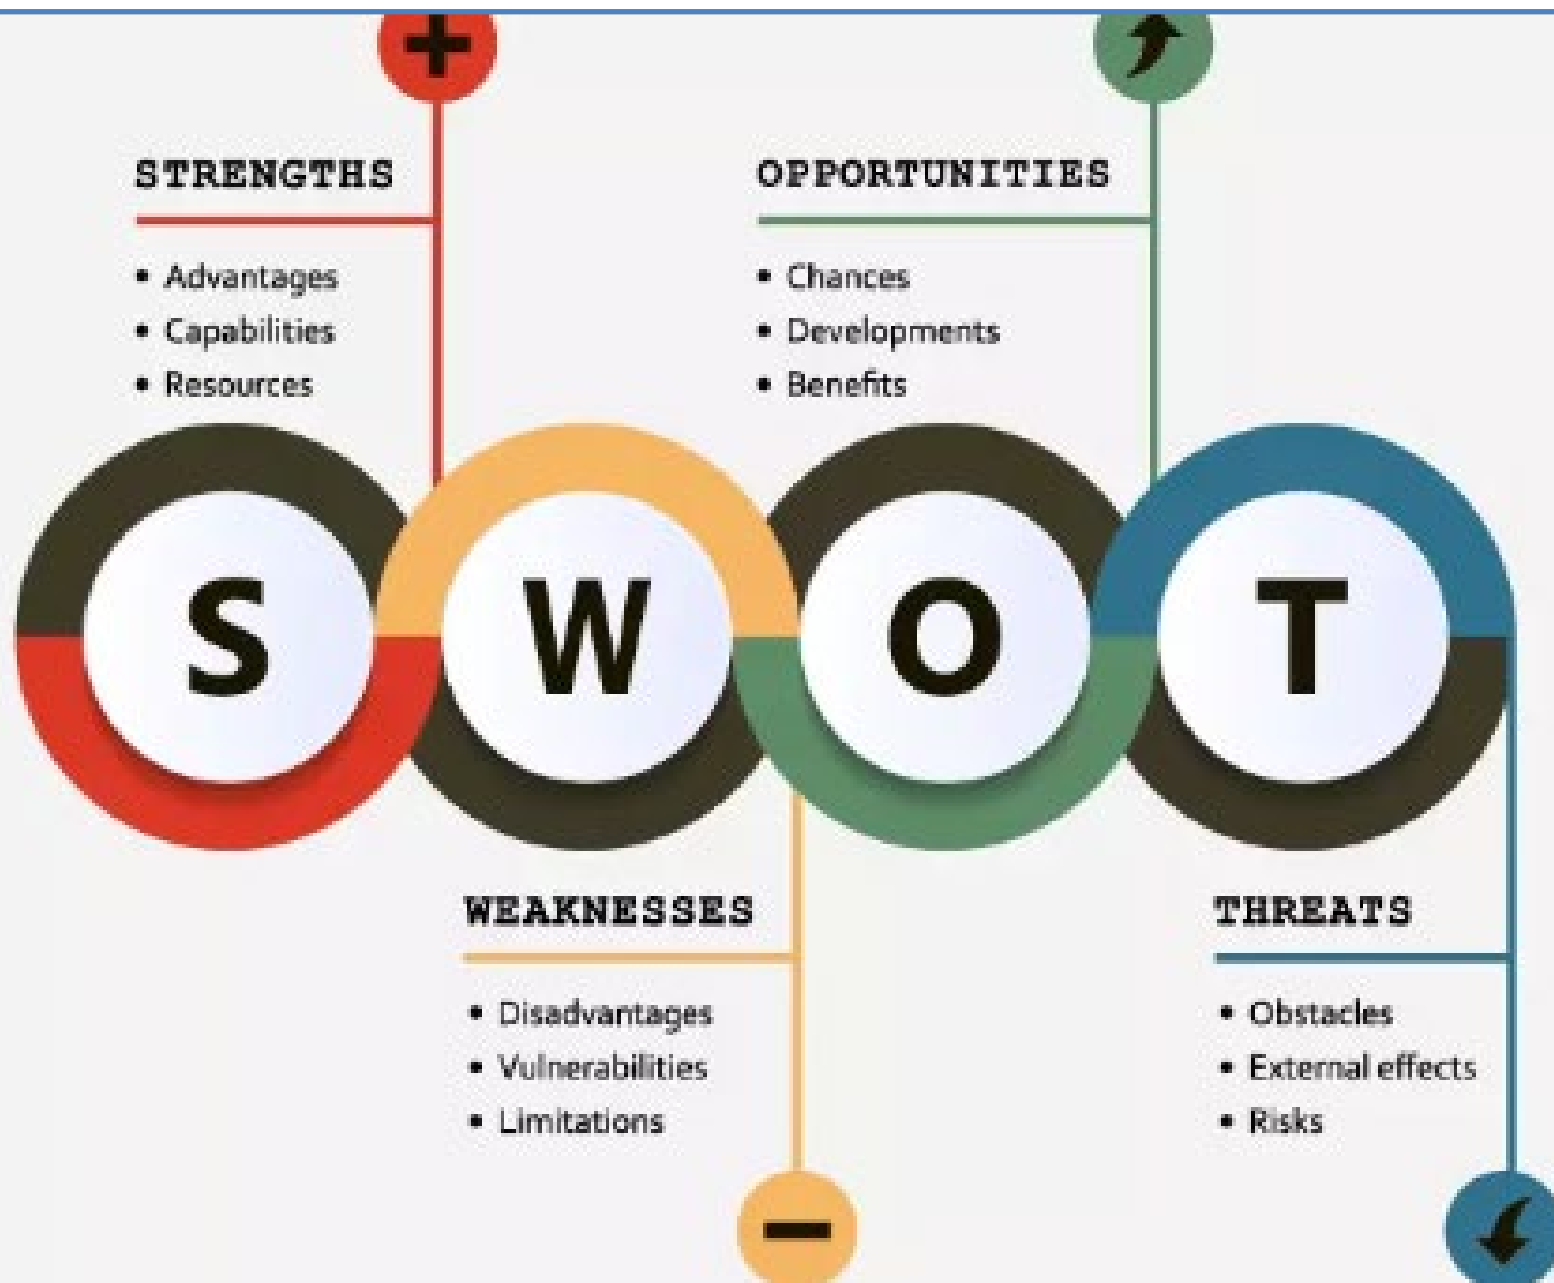 STRENGTHS
• Advantages
• Capabilities
• Resources
OPPORTUNITIES
• Chances
• Developments
• Benefits
S W O T
WEAKNESSES
• Disadvantages
• Vulnerabilities
• Limitations
THREATS
• Obstacles
• External effects
• Risks